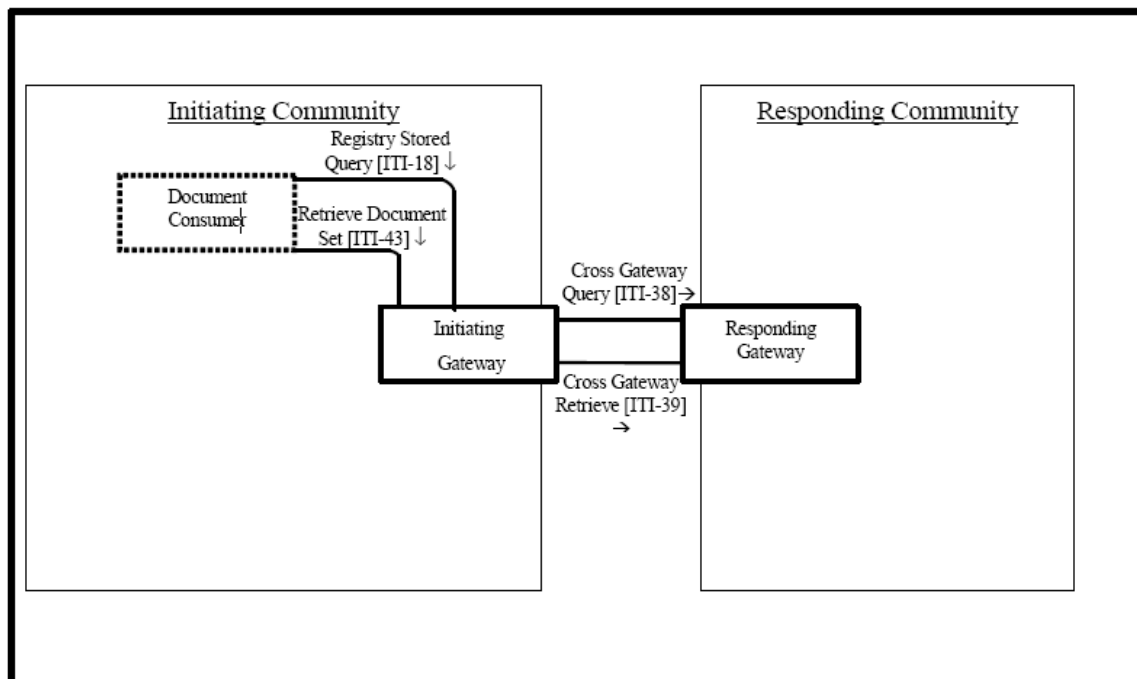 Initiating Community
Registry Stored
Query [ITI-18] ↓
Document
Consumer
Retrieve Document
Set [ITI-43] ↓
Initiating
Gateway
Cross Gateway
Query [ITI-38]→
Cross Gateway
Retrieve [ITI-39]
→
Responding Community
Responding
Gateway